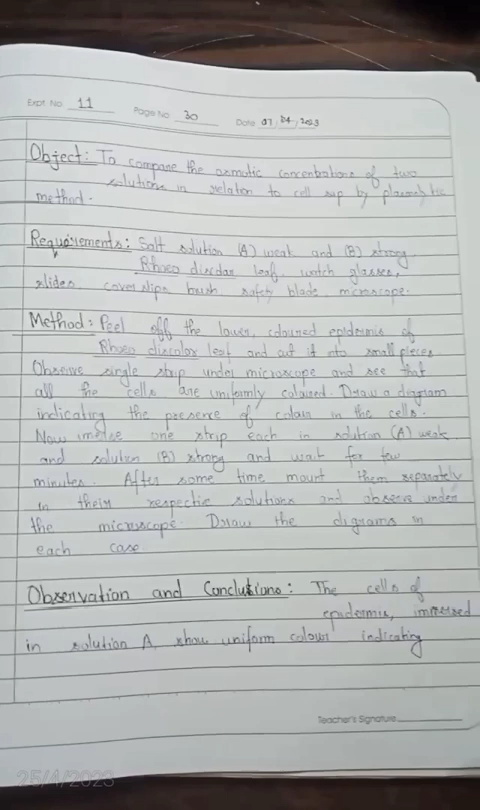 Expt No 11
Page No 30
Date 07/04/2023
Object: To compare the osmotic concentrations of two
solutions in relation to cell sap by plasmolytic
method.
Requirements: Salt solution (A) weak and (B) strong
Rhoeo discolor leaf, watch glasses,
slides coverslips brush safety blade microscope.
Method: Peel off the lower, coloured epidermis of
Rhoeo discolor leaf and cut it into small pieces
Observe single strip under microscope and see that
all the cells are uniformly coloured. Draw a diagram
indicating the presence of colour in the cells.
Now imerse one strip each in solution (A) weak
and solution (B) strong and wait for few
minutes. After some time mount them separately
in their respective solutions and observe under
the microscope. Draw the digrams in
each case.
Observation and Conclutions: The cells of
epidermis, immersed
in solution A show uniform colour indicating
Teacher's Signature
25/4/2023